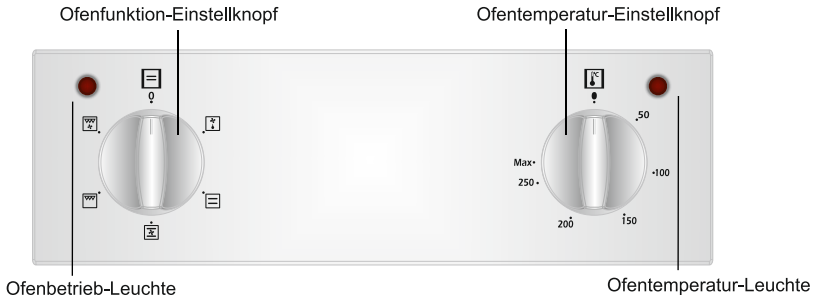 Ofenfunktion-Einstellknopf
Ofentemperatur-Einstellknopf
°C
0
50
100
150
200
250
Max
Ofenbetrieb-Leuchte
Ofentemperatur-Leuchte